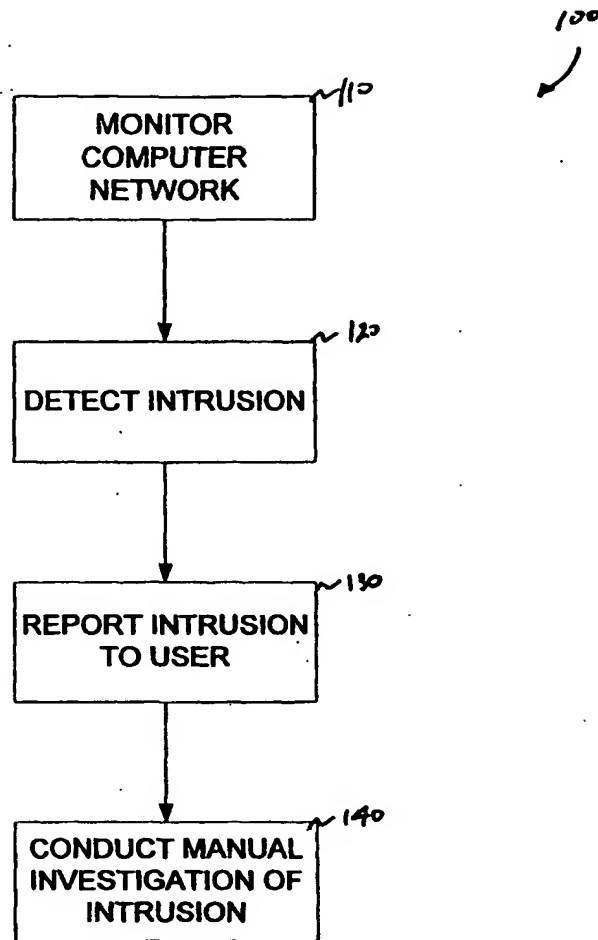 100
110
MONITOR
COMPUTER
NETWORK
120
DETECT INTRUSION
130
REPORT INTRUSION
TO USER
140
CONDUCT MANUAL
INVESTIGATION OF
INTRUSION